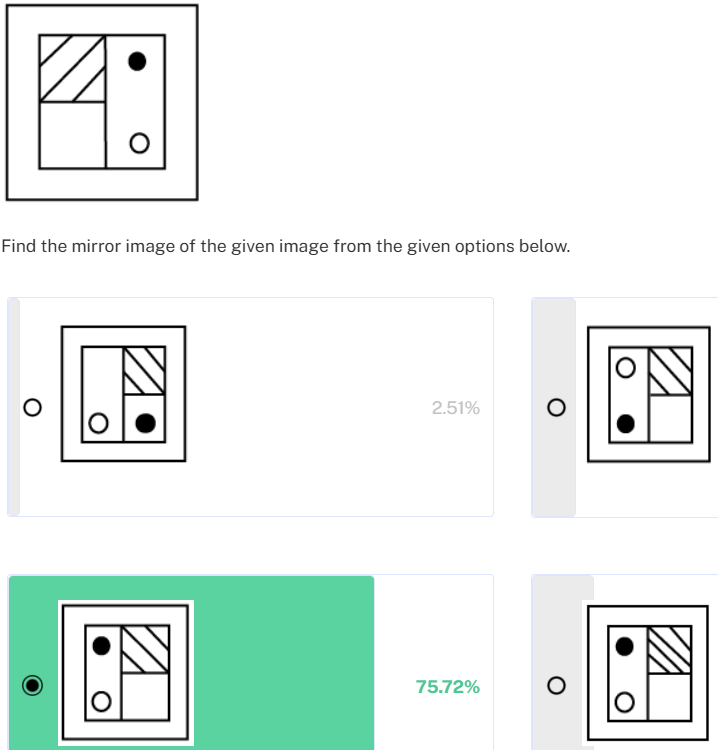 Find the mirror image of the given image from the given options below.
2.51%
75.72%